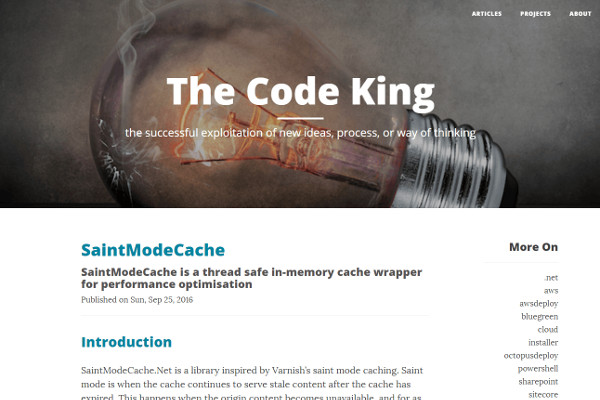 ARTICLES PROJECTS ABOUT
The Code King
the successful exploitation of new ideas, process, or way of thinking
SaintModeCache
SaintModeCache is a thread safe in-memory cache wrapper
for performance optimisation
Published on Sun, Sep 25, 2016
Introduction
SaintModeCache.Net is a library inspired by Varnish's saint mode caching. Saint
mode is when the cache continues to serve stale content after the cache has
expired. This happens when the origin content becomes unavailable, and for as
More On
.net
aws
awsdeploy
bluegreen
cloud
installer
octopusdeploy
powershell
sharepoint
sitecore